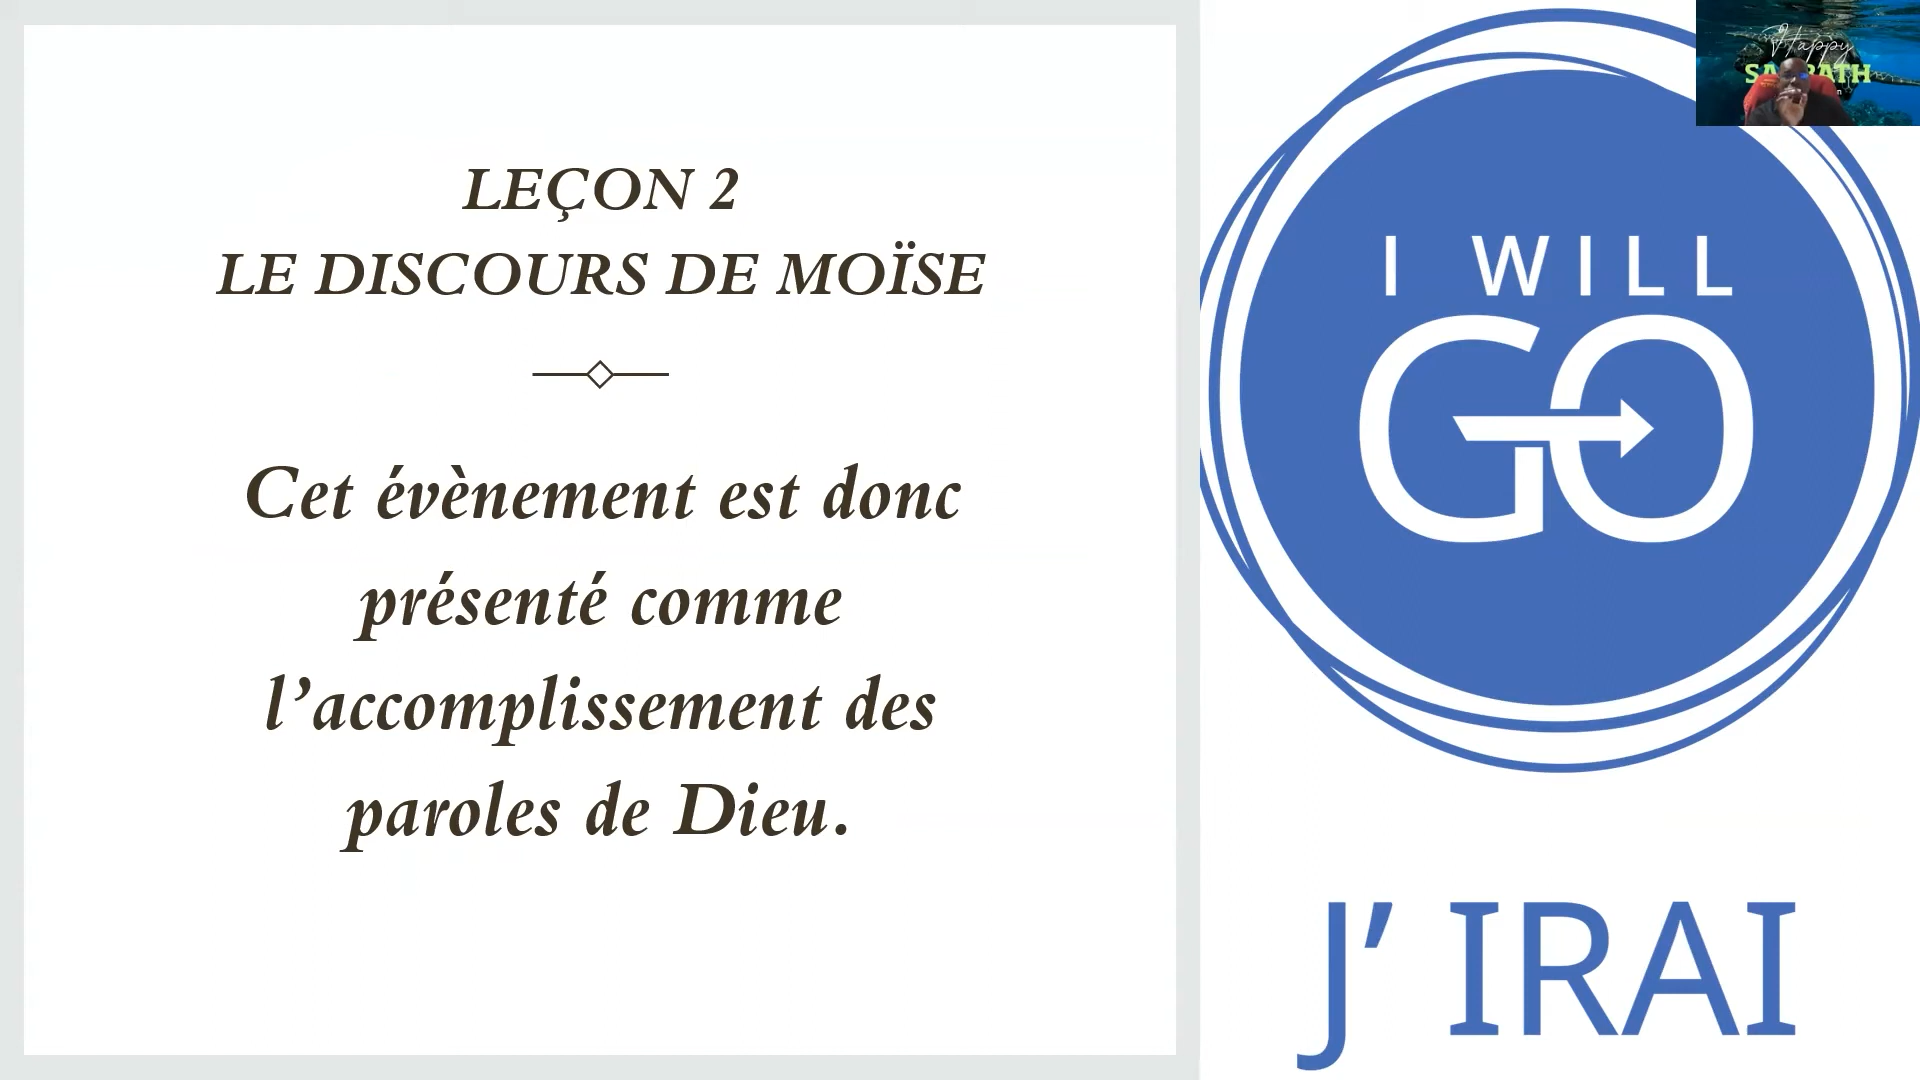 LEÇON 2
LE DISCOURS DE MOÏSE
Cet évènement est donc
présenté comme
l’accomplissement des
paroles de Dieu.
Happy
I WILL
GO
J’ IRAI